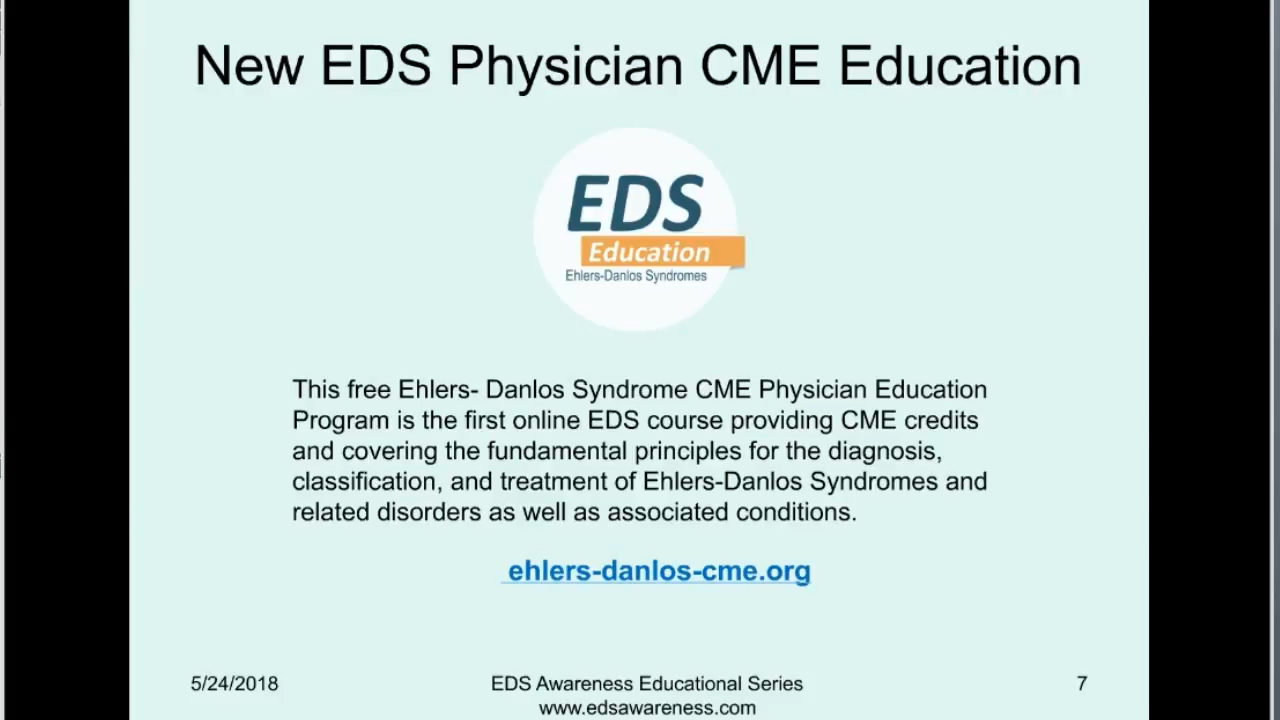 New EDS Physician CME Education
EDS
Education
Ehlers-Danlos Syndromes
This free Ehlers- Danlos Syndrome CME Physician Education
Program is the first online EDS course providing CME credits
and covering the fundamental principles for the diagnosis,
classification, and treatment of Ehlers-Danlos Syndromes and
related disorders as well as associated conditions.
ehlers-danlos-cme.org
5/24/2018
EDS Awareness Educational Series
www.edsawareness.com
7